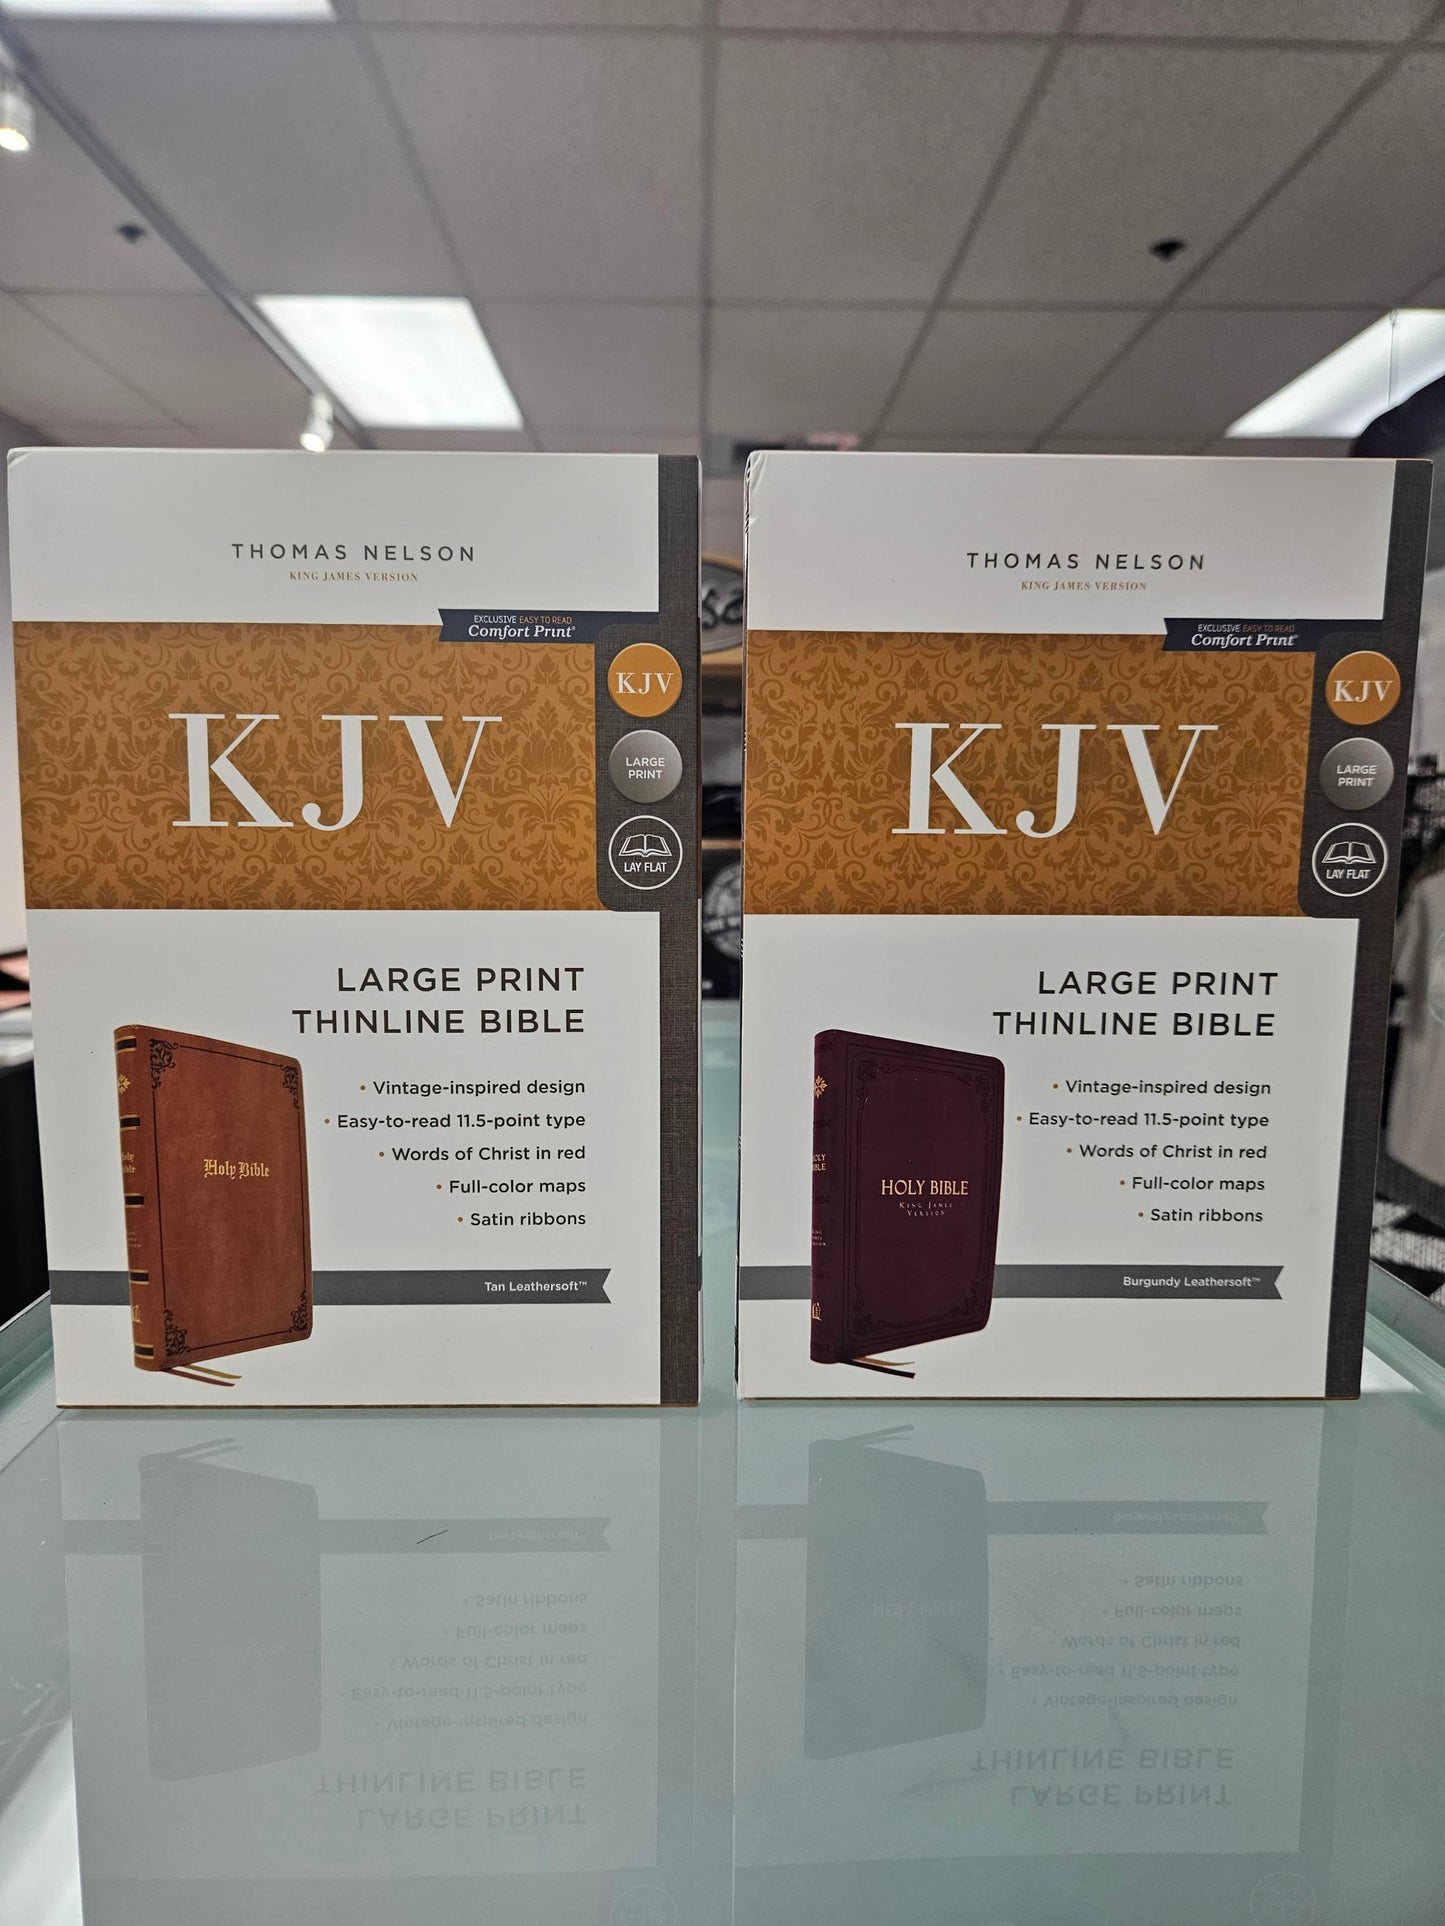 THOMAS NELSON
KING JAMES VERSION
EXCLUSIVE EASY TO READ
Comfort Print®
KJV
KJV
LARGE
PRINT
LAY FLAT
LARGE PRINT
THINLINE BIBLE
• Vintage-inspired design
• Easy-to-read 11.5-point type
• Words of Christ in red
• Full-color maps
• Satin ribbons
Holy Bible
Holy
Bible
Tan Leathersoft™
THOMAS NELSON
KING JAMES VERSION
EXCLUSIVE EASY TO READ
Comfort Print®
KJV
KJV
LARGE
PRINT
LAY FLAT
LARGE PRINT
THINLINE BIBLE
• Vintage-inspired design
• Easy-to-read 11.5-point type
• Words of Christ in red
• Full-color maps
• Satin ribbons
HOLY BIBLE
KING JAMES
VERSION
Burgundy Leathersoft™